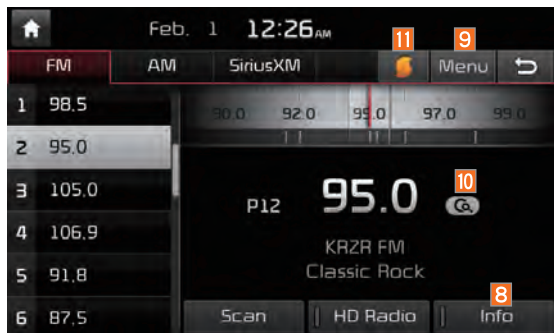 Feb. 1 12:26 AM
11
9
FM AM SiriusXM Menu
1 98.5
2 95.0
3 105.0
4 106.9
5 91.8
6 87.5
90.0 92.0 95.0 97.0 99.0
10
P12 95.0
KRZR FM
Classic Rock
8
Scan HD Radio Info